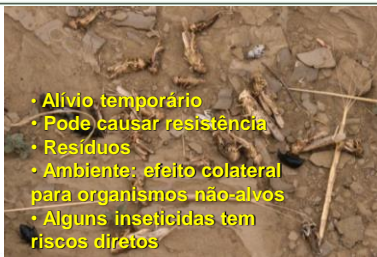 • Alívio temporário
• Pode causar resistência
• Resíduos
• Ambiente: efeito colateral
para organismos não-alvos
• Alguns inseticidas tem
riscos diretos